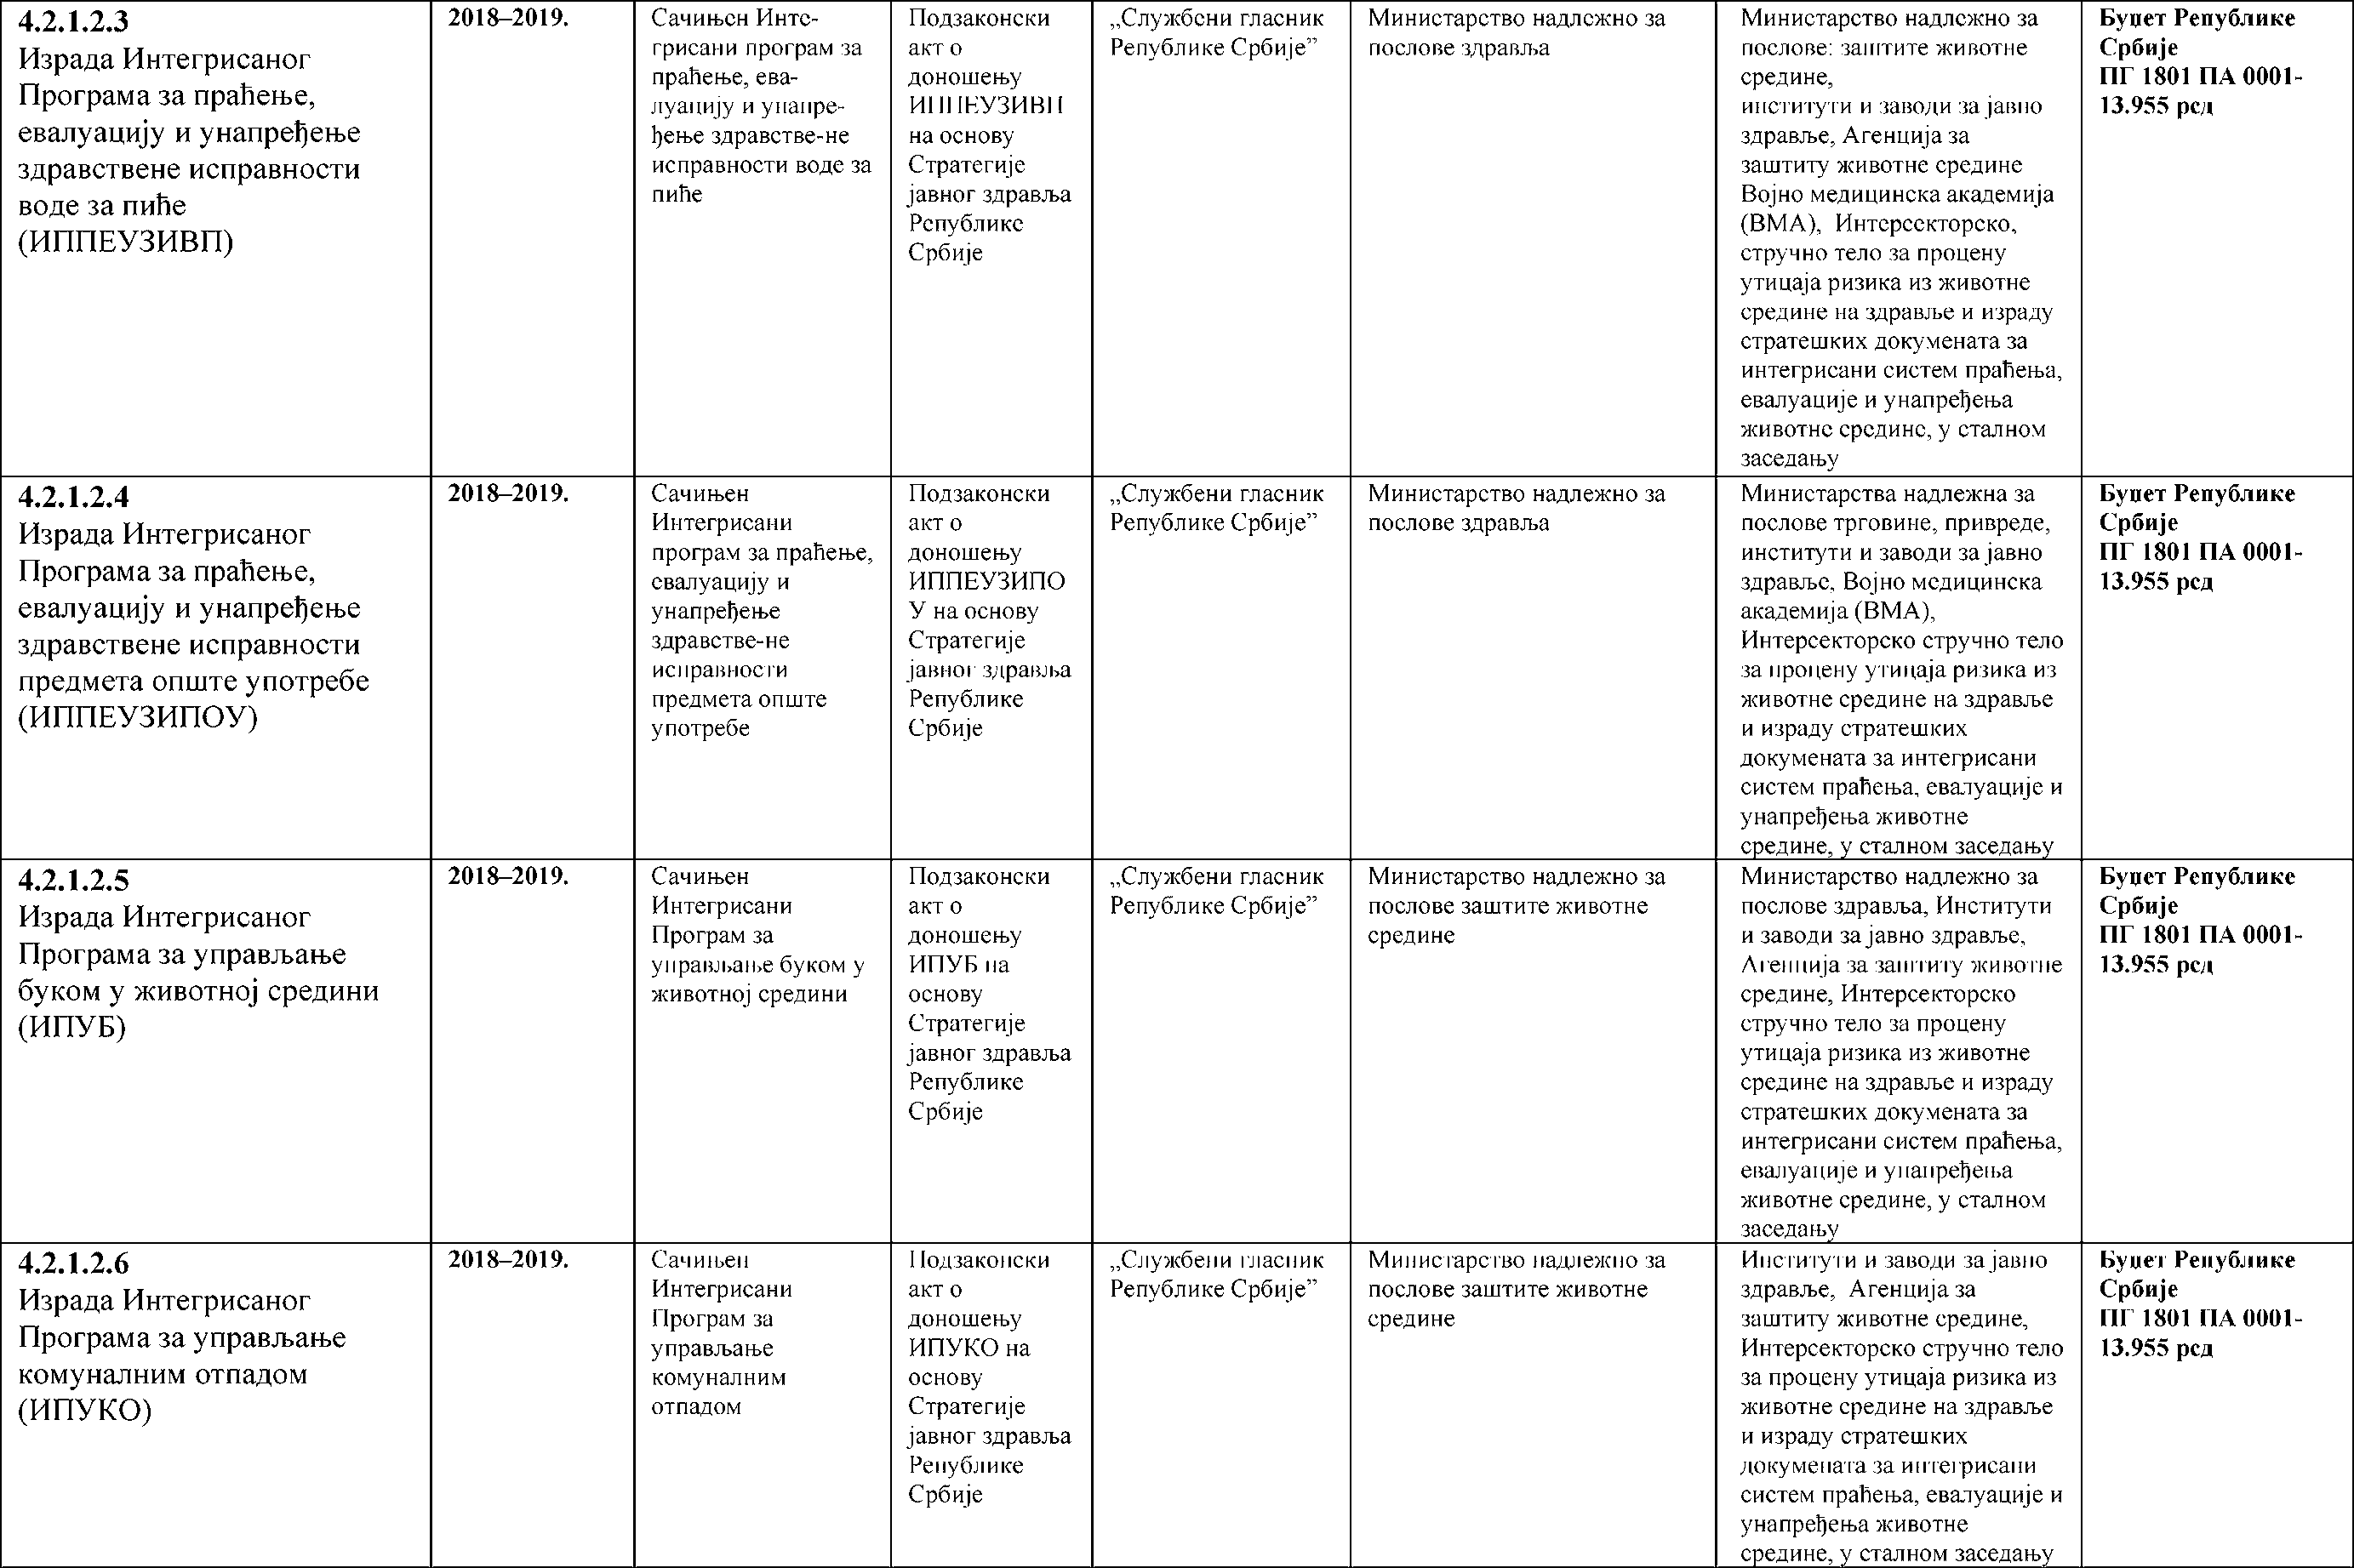 4.2.1.2.3
Израда Интегрисаног
Програма за праћење,
евалуацију и унапређење
здравствене исправности
воде за пиће
(ИППЕУЗИВП)
2018–2019.
Сачињен Инте-
грисани програм за
праћење, ева-
луацију и унапре-
ђење здравстве-не
исправности воде за
пиће
Подзаконски
акт о
доношењу
ИППЕУЗИВП
на основу
Стратегије
јавног здравља
Републике
Србије
„Службени гласник
Републике Србије”
Министарство надлежно за
послове здравља
Министарство надлежно за
послове: заштите животне
средине,
институти и заводи за јавно
здравље, Агенција за
заштиту животне средине
Војно медицинска академија
(ВМА),  Интерсекторско,
стручно тело за процену
утицаја ризика из животне
средине на здравље и израду
стратешких документа за
интегрисани систем праћења,
евалуације и унапређења
животне средине, у сталном
заседању
Буџет Републике
Србије
ПГ 1801 ПА 0001-
13.955 рсд
4.2.1.2.4
Израда Интегрисаног
Програма за праћење,
евалуацију и унапређење
здравствене исправности
предмета опште употребе
(ИППЕУЗИПОУ)
2018–2019.
Сачињен
Интегрисани
програм за праћење,
евалуацију и
унапређење
здравстве-не
исправности
предмета опште
употребе
Подзаконски
акт о
доношењу
ИППЕУЗИПО
У на основу
Стратегије
јавног здравља
Републике
Србије
„Службени гласник
Републике Србије”
Министарство надлежно за
послове здравља
Министарства надлежна за
послове трговине, привреде,
институти и заводи за јавно
здравље, Војно медицинска
академија (ВМА),
Интерсекторско стручно тело
за процену утицаја ризика из
животне средине на здравље
и израду стратешких
докумената за интегрисани
систем праћења, евалуације и
унапређења животне
средине, у сталном заседању
Буџет Републике
Србије
ПГ 1801 ПА 0001-
13.955 рсд
4.2.1.2.5
Израда Интегрисаног
Програма за управљање
буком у животној средини
(ИПУБ)
2018–2019.
Сачињен
Интегрисани
Програм за
управљање буком у
животној средини
Подзаконски
акт о
доношењу
ИПУБ на
основу
Стратегије
јавног здравља
Републике
Србије
„Службени гласник
Републике Србије”
Министарство надлежно за
послове заштите животне
средине
Министарство надлежно за
послове здравља, Институти
и заводи за јавно здравље,
Агенција за заштиту животне
средине, Интерсекторско
стручно тело за процену
утицаја ризика из животне
средине на здравље и израду
стратешких докумената за
интегрисани систем праћења,
евалуације и унапређења
животне средине, у сталном
заседању
Буџет Републике
Србије
ПГ 1801 ПА 0001-
13.955 рсд
4.2.1.2.6
Израда Интегрисаног
Програма за управљање
комуналним отпадом
(ИПУКО)
2018–2019.
Сачињен
Интегрисани
Програм за
управљање
комуналним
отпадом
Подзаконски
акт о
доношењу
ИПУКО на
основу
Стратегије
јавног здравља
Републике
Србије
„Службени гласник
Републике Србије”
Министарство надлежно за
послове заштите животне
средине
Институти и заводи за јавно
здравље,  Агенција за
заштиту животне средине,
Интерсекторско стручно тело
за процену утицаја ризика из
животне средине на здравље
и израду стратешких
докумената за интегрисани
систем праћења, евалуације и
унапређења животне
средине, у сталном заседању
Буџет Републике
Србије
ПГ 1801 ПА 0001-
13.955 рсд